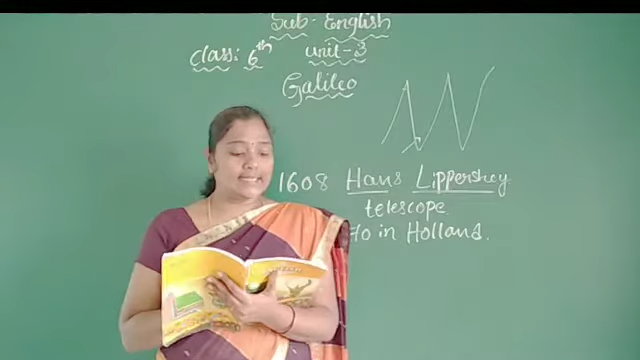 Sub- English
Class: 6th
unit-3
Galileo
1608 Hans Lippershey
telescope
in Holland.